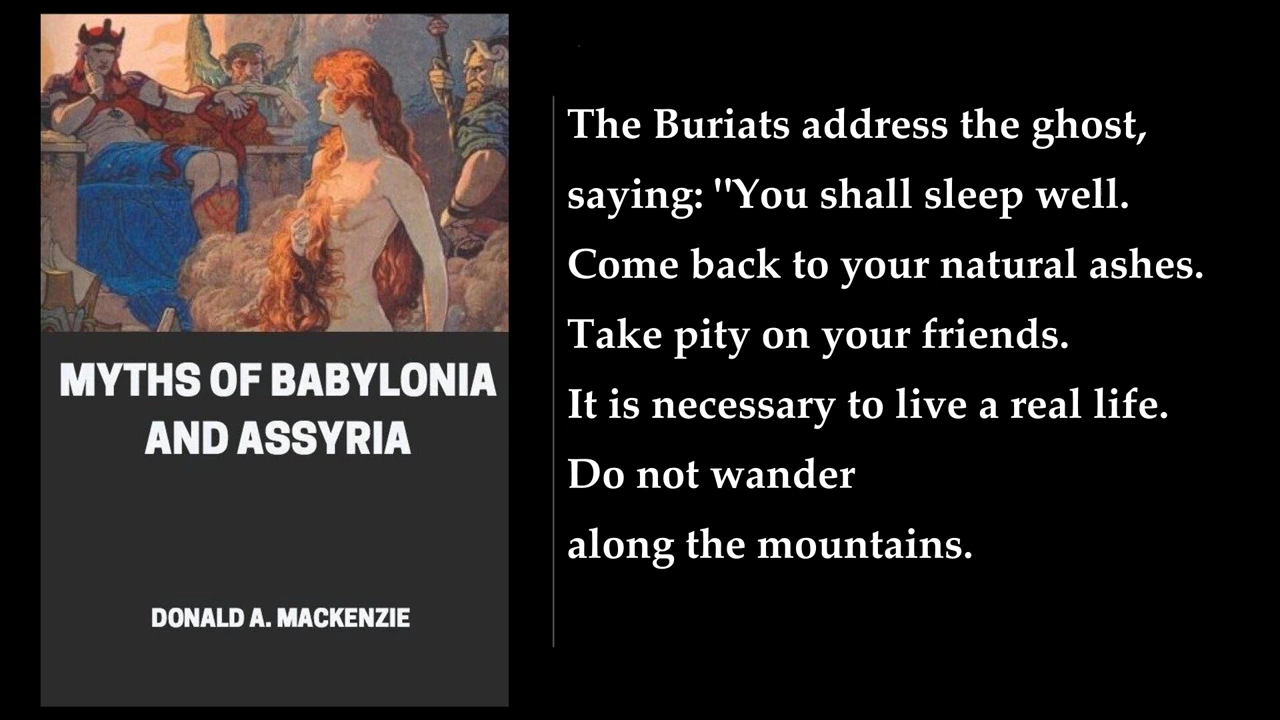 MYTHS OF BABYLONIA
AND ASSYRIA
DONALD A. MACKENZIE
The Buriats address the ghost,
saying: "You shall sleep well.
Come back to your natural ashes.
Take pity on your friends.
It is necessary to live a real life.
Do not wander
along the mountains.